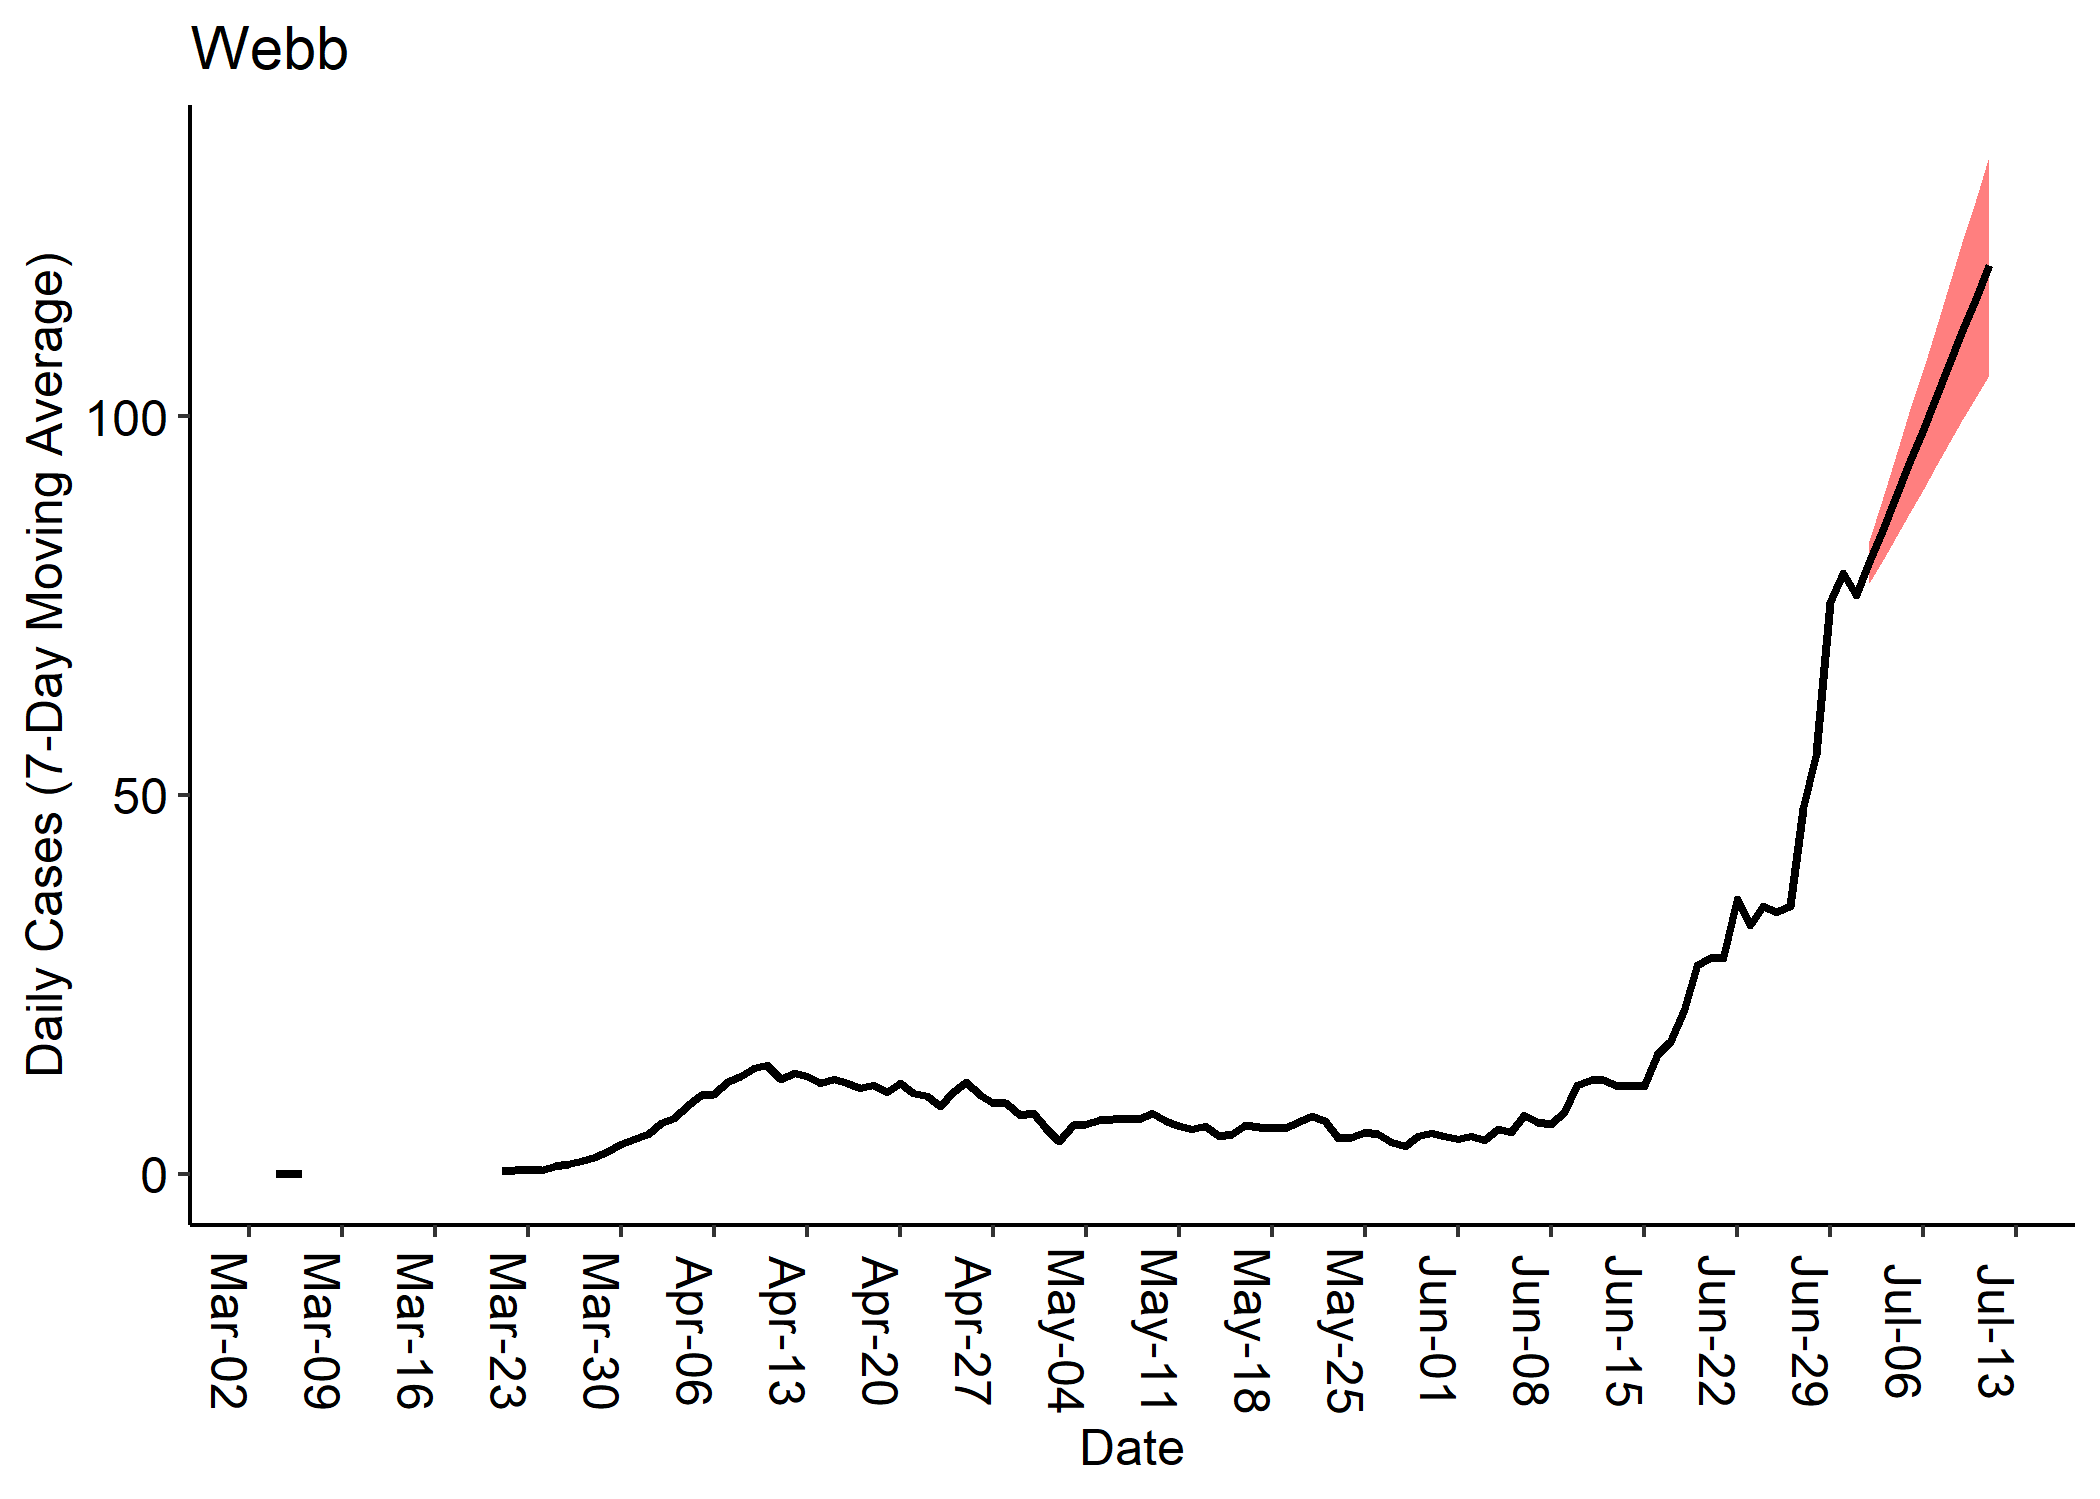 Webb
Daily Cases (7-Day Moving Average)
100
50
0
Mar-02
Mar-09
Mar-16
Mar-23
Mar-30
Apr-06
Apr-13
Apr-20
Apr-27
May-04
May-11
May-18
May-25
Jun-01
Jun-08
Jun-15
Jun-22
Jun-29
Jul-06
Jul-13
Date